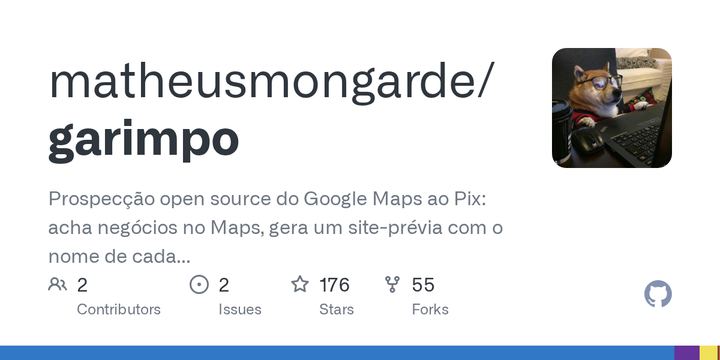 matheusmongarde/
garimpo
Prospecção open source do Google Maps ao Pix:
acha negócios no Maps, gera um site-prévia com o
nome de cada...
2
Contributors
2
Issues
176
Stars
55
Forks